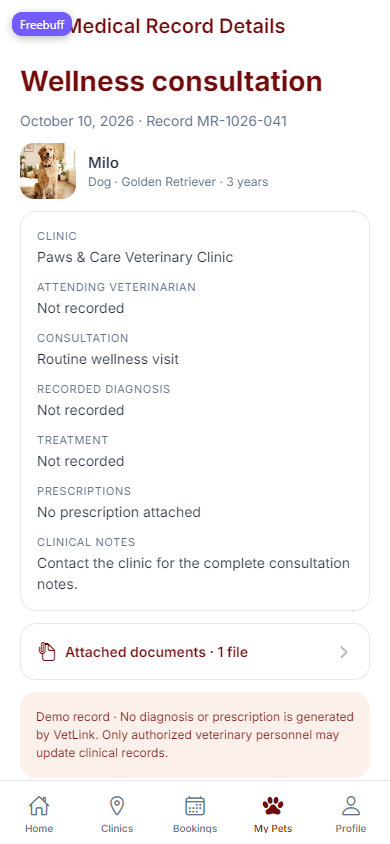 Freebuff
Medical Record Details
Wellness consultation
October 10, 2026 · Record MR-1026-041
Milo
Dog · Golden Retriever · 3 years
CLINIC
Paws & Care Veterinary Clinic
ATTENDING VETERINARIAN
Not recorded
CONSULTATION
Routine wellness visit
RECORDED DIAGNOSIS
Not recorded
TREATMENT
Not recorded
PRESCRIPTIONS
No prescription attached
CLINICAL NOTES
Contact the clinic for the complete consultation
notes.
Attached documents · 1 file
Demo record · No diagnosis or prescription is generated
by VetLink. Only authorized veterinary personnel may
update clinical records.
Home
Clinics
Bookings
My Pets
Profile